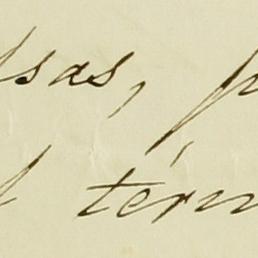 sas, p
l térm